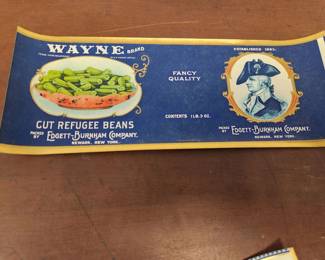 WAYNE BRAND
CUT REFUGEE BEANS
PACKED BY EDGETT-BURNHAM COMPANY.
NEWARK, NEW YORK.
FANCY
QUALITY
CONTENTS 1 LB. 3 OZ.
ESTABLISHED
PACKED BY EDGETT-BURNHAM COMPANY.
NEWARK, NEW YORK.